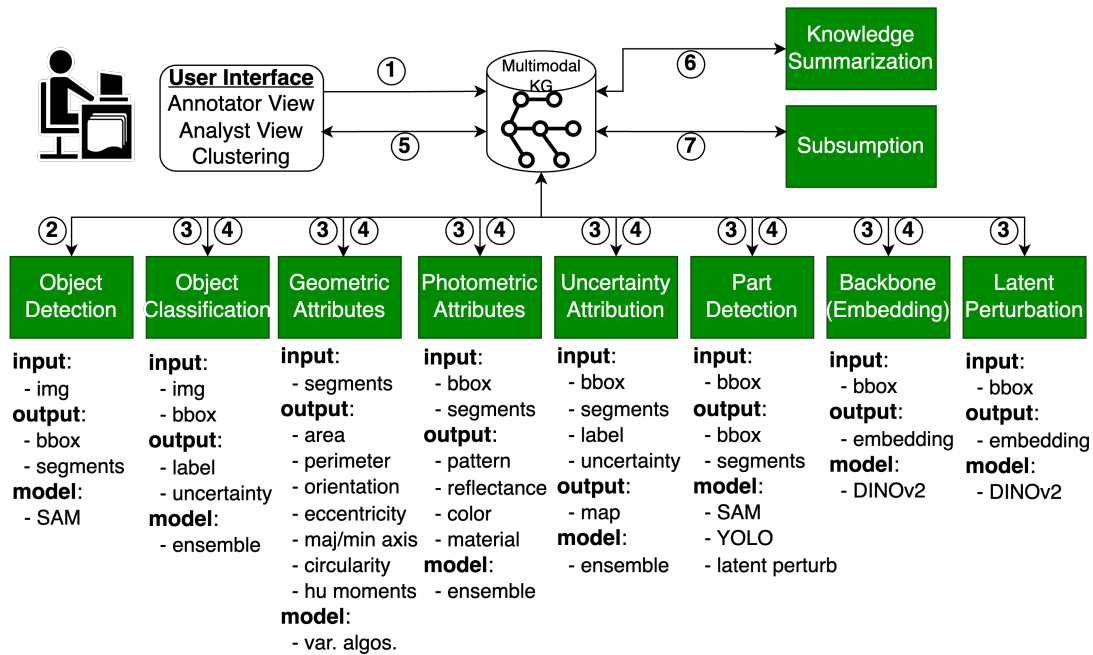 User Interface
Annotator View
Analyst View
Clustering
1
5
Multimodal
KG
6
7
Knowledge
Summarization
Subsumption
2
3 4
3 4
3 4
3 4
3 4
3 4
3
Object
Detection
input:
- img
output:
- bbox
- segments
model:
- SAM
Object
Classification
input:
- img
- bbox
output:
- label
- uncertainty
model:
- ensemble
Geometric
Attributes
input:
- segments
output:
- area
- perimeter
- orientation
- eccentricity
- maj/min axis
- circularity
- hu moments
model:
- var. algos.
Photometric
Attributes
input:
- bbox
- segments
output:
- pattern
- reflectance
- color
- material
model:
- ensemble
Uncertainty
Attribution
input:
- bbox
- segments
- label
- uncertainty
output:
- map
model:
- ensemble
Part
Detection
input:
- bbox
output:
- bbox
- segments
model:
- SAM
- YOLO
- latent perturb
Backbone
(Embedding)
input:
- bbox
output:
- embedding
model:
- DINOv2
Latent
Perturbation
input:
- bbox
output:
- embedding
model:
- DINOv2